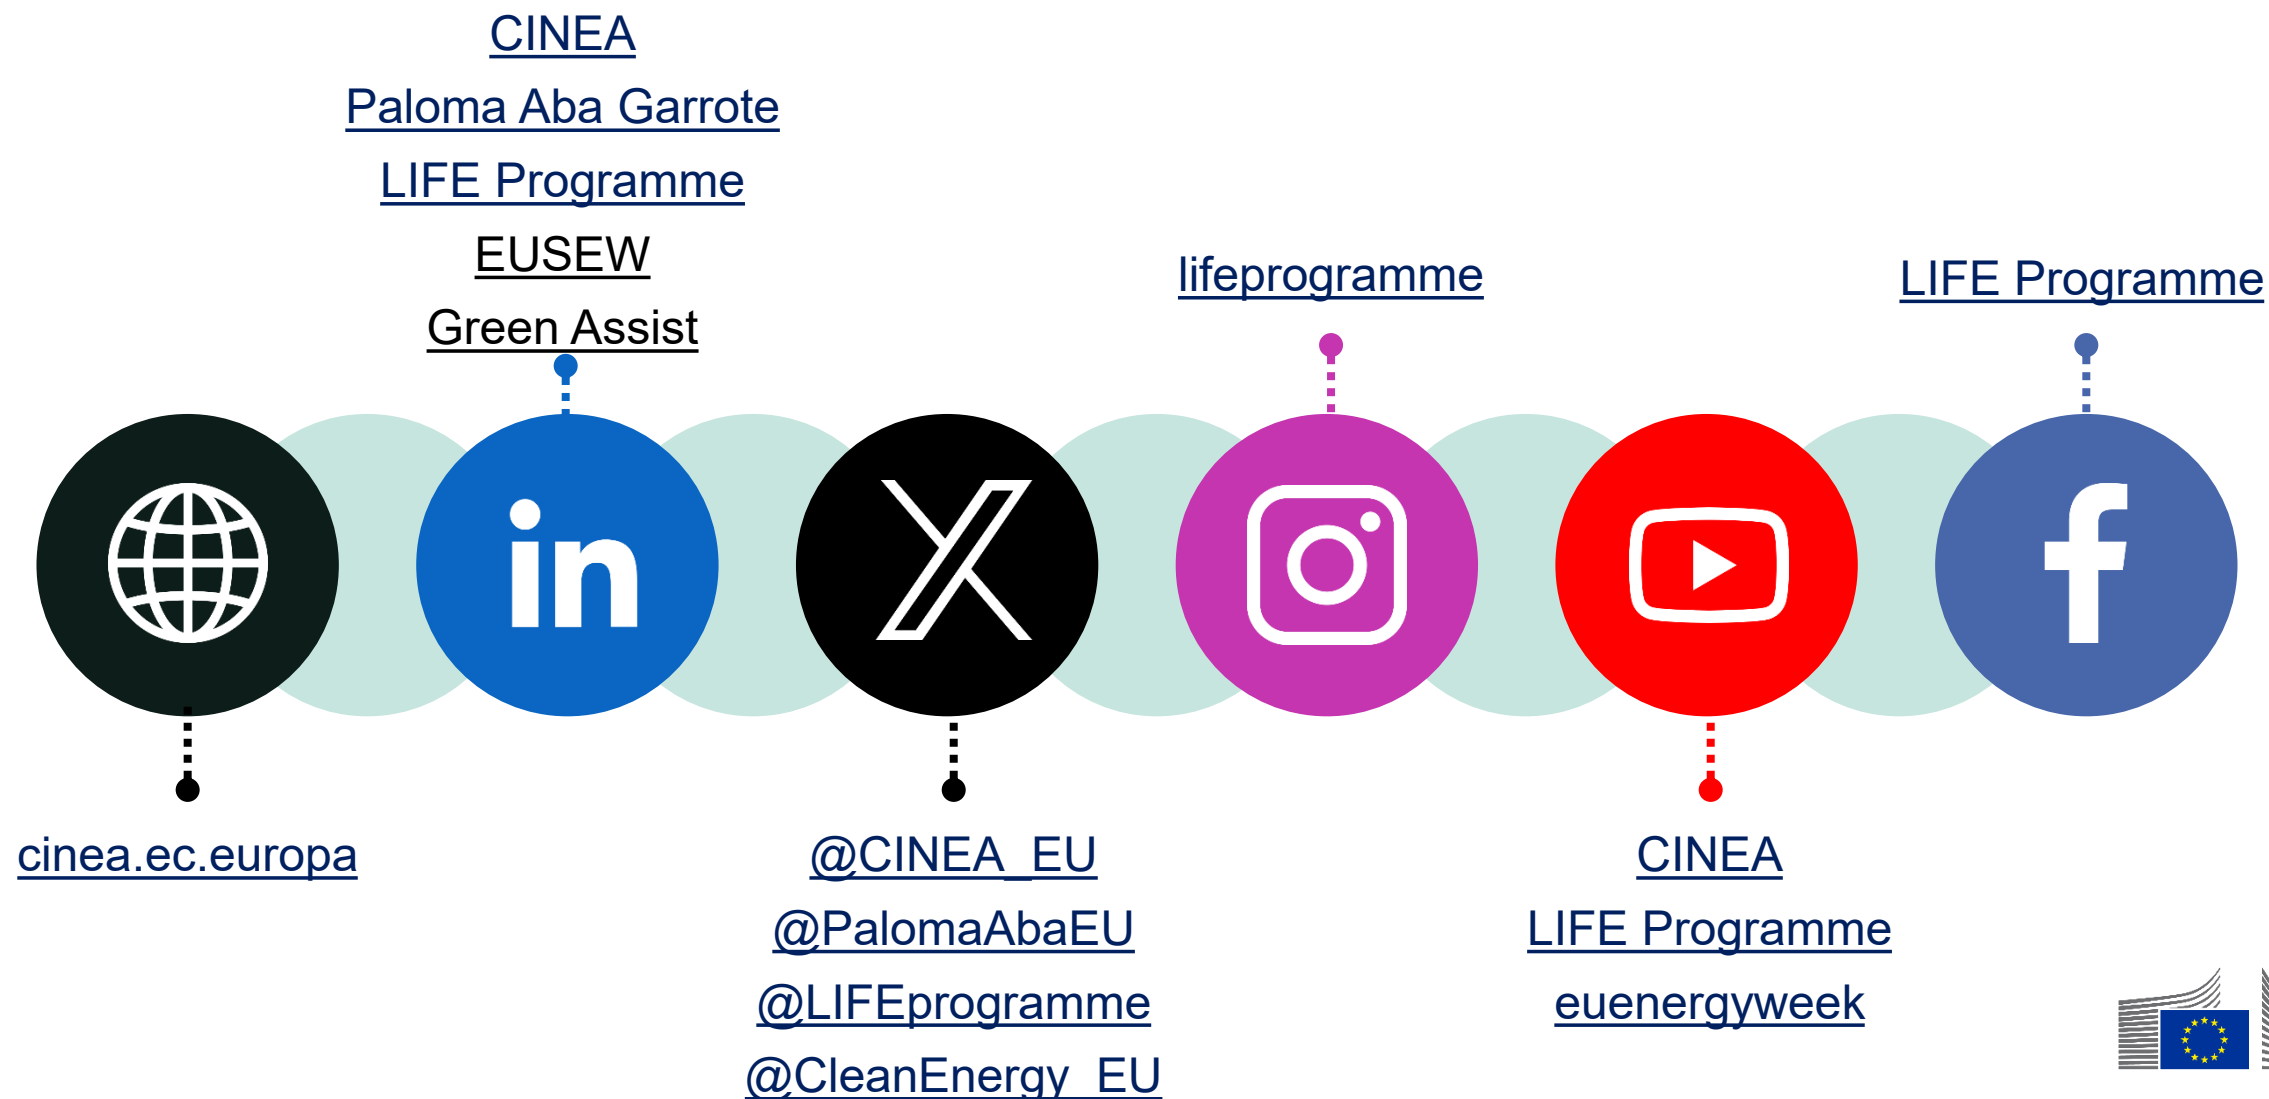 CINEA
Paloma Aba Garrote
LIFE Programme
EUSEW
Green Assist
lifeprogramme
LIFE Programme
in
X
f
cinea.ec.europa
@CINEA_EU
@PalomaAbaEU
@LIFEprogramme
@CleanEnergy_EU
CINEA
LIFE Programme
euenergyweek